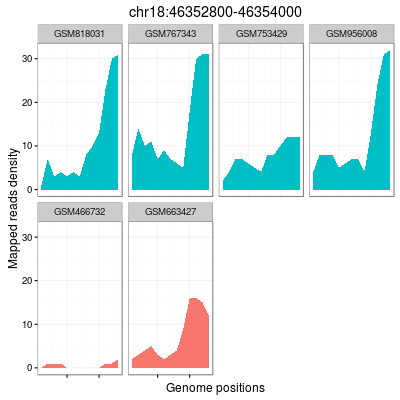 chr18:46352800-46354000
GSM818031 GSM767343 GSM753429 GSM956008
30
20
10
0
GSM466732 GSM663427
30
20
10
0
Mapped reads density
Genome positions